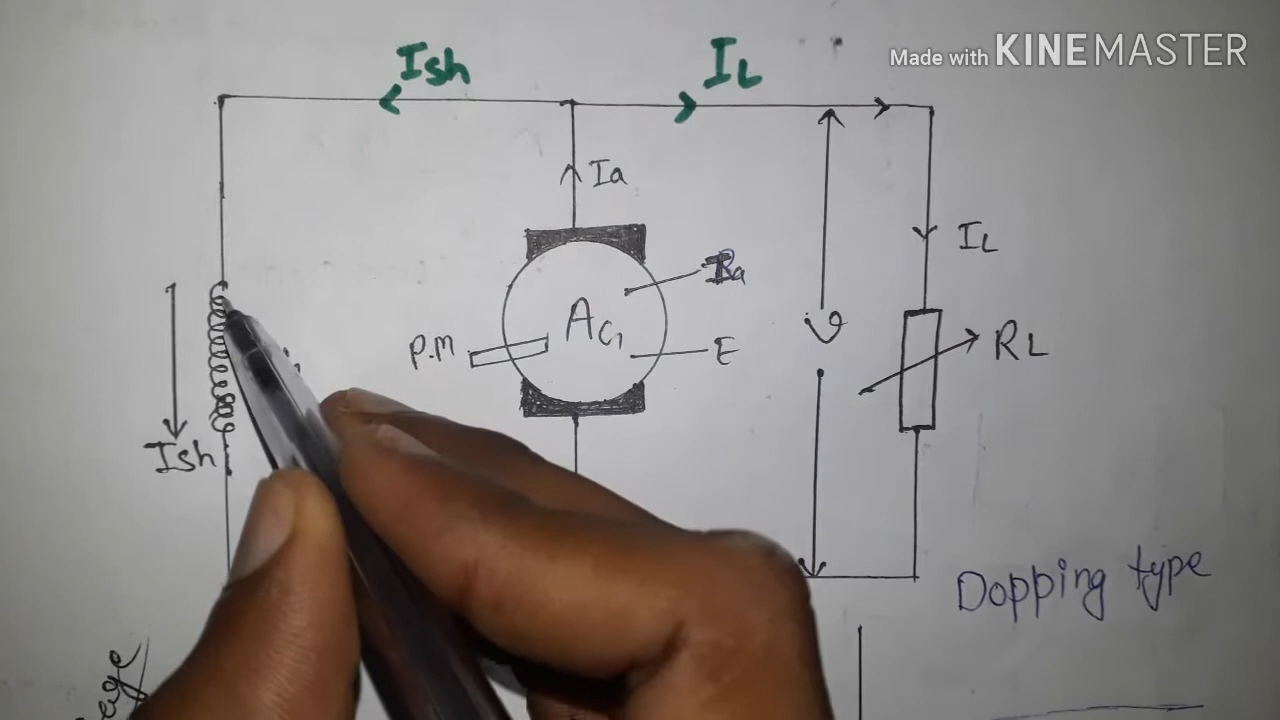 Made with KINEMASTER
Ish
IL
Ia
IL
Ra
AG
P.M
E
V
RL
Ish
Dopping type